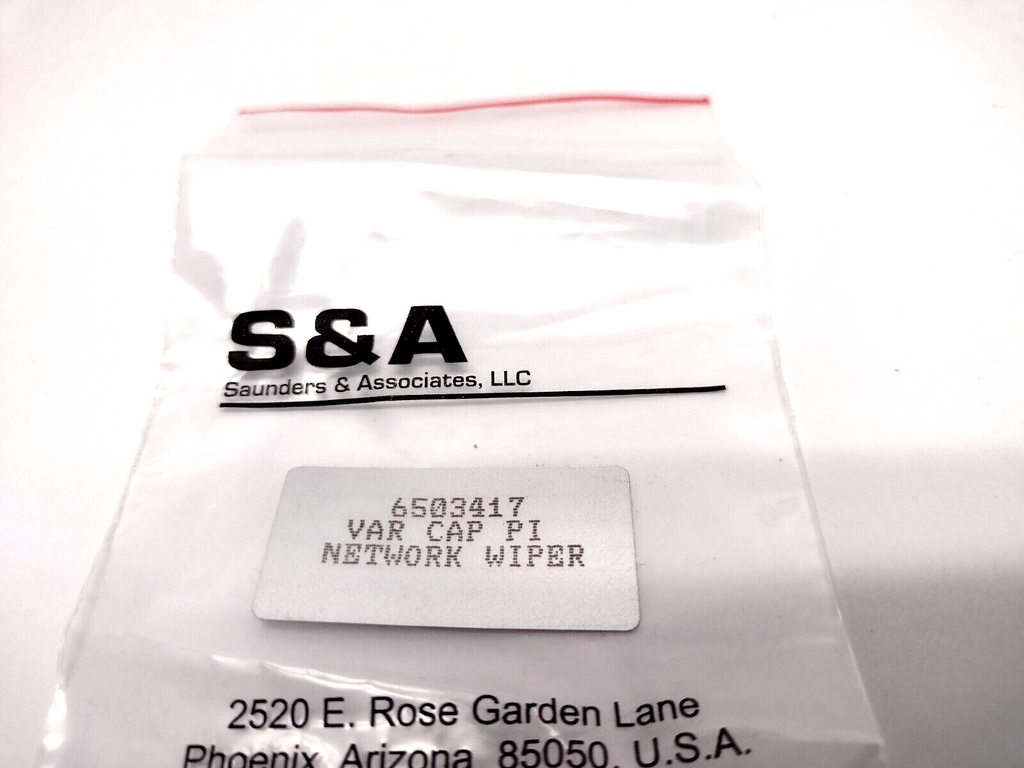 S&A
Saunders & Associates, LLC
6503417
VAR CAP PI
NETWORK WIPER
2520 E. Rose Garden Lane
Phoenix, Arizona 85050, U.S.A.